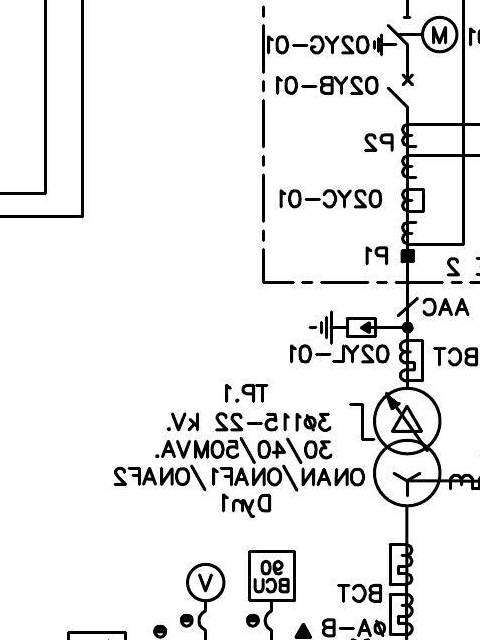 02YG-01
M
02YB-01
P2
02YC-01
P1
2
AAC
02YL-01
BCT
TP.1
3ø115-22 kV.
30/40/50MVA.
ONAN/ONAF1/ONAF2
Dyn1
90
BCU
V
BCT
øA-B